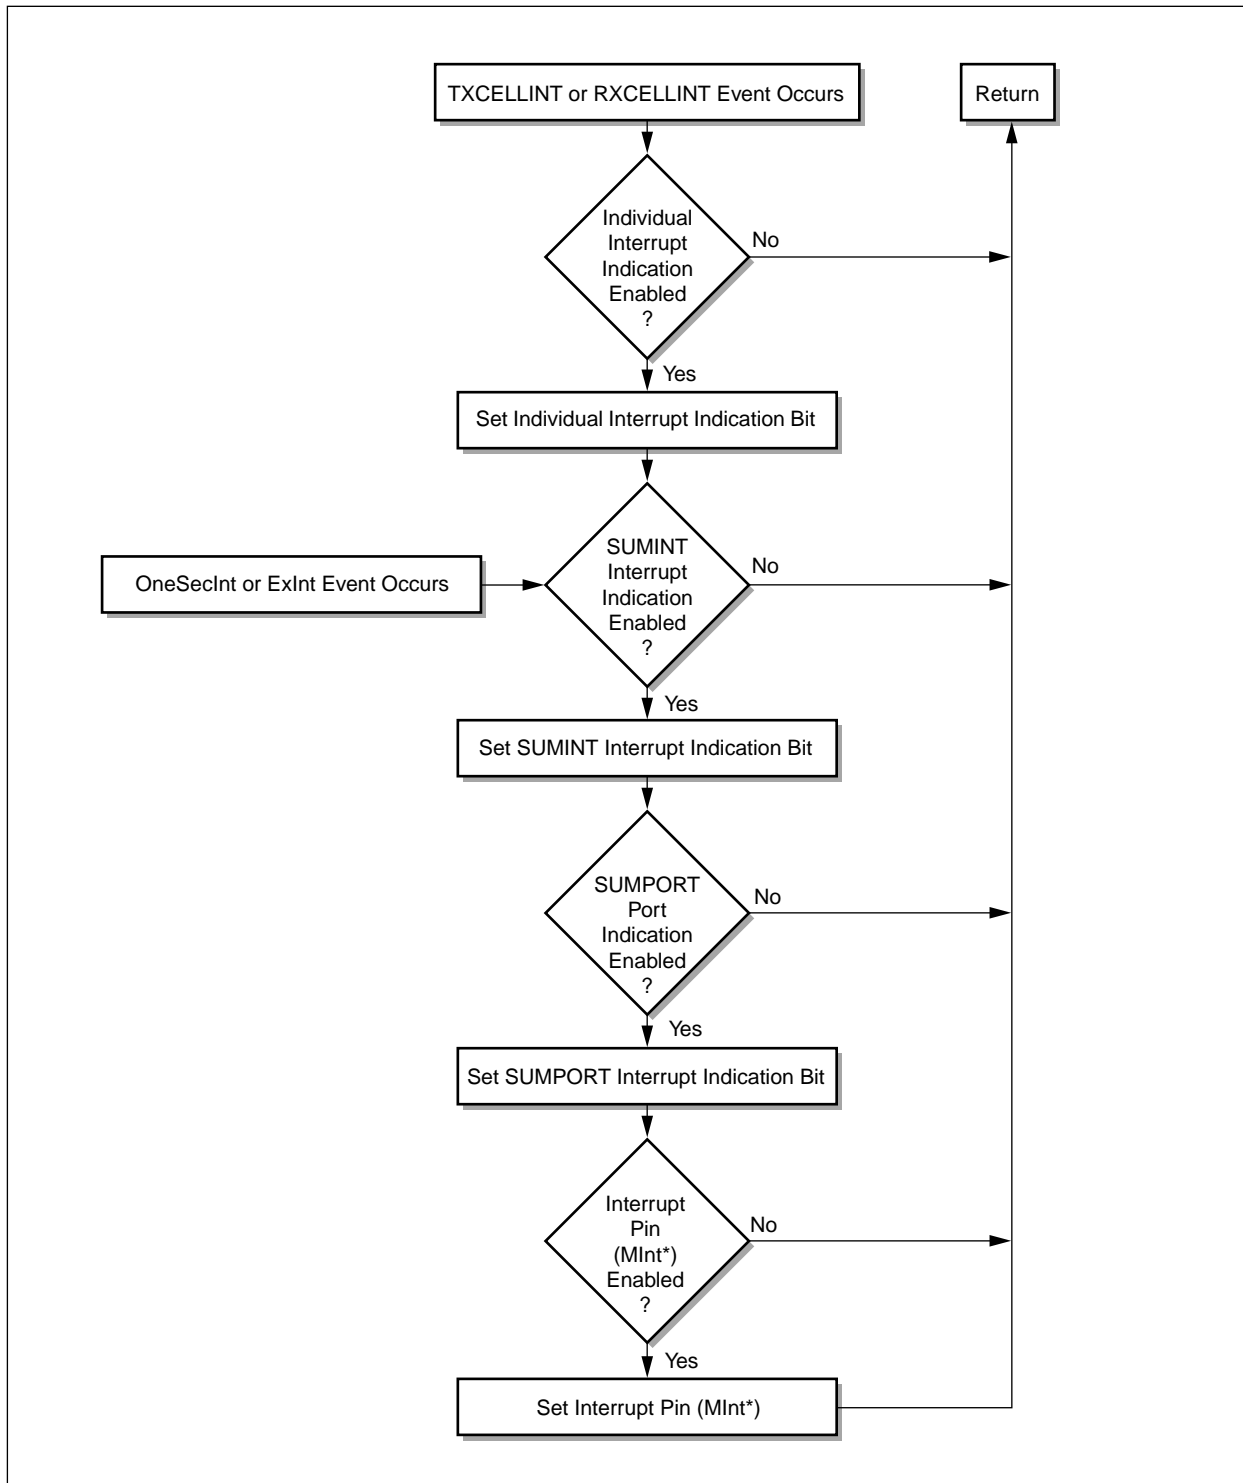 TXCELLINT or RXCELLINT Event Occurs
Return
Individual
Interrupt
Indication
Enabled
?
No
Yes
Set Individual Interrupt Indication Bit
OneSecInt or ExInt Event Occurs
SUMINT
Interrupt
Indication
Enabled
?
No
Yes
Set SUMINT Interrupt Indication Bit
SUMPORT
Port
Indication
Enabled
?
No
Yes
Set SUMPORT Interrupt Indication Bit
Interrupt
Pin
(MInt*)
Enabled
?
No
Yes
Set Interrupt Pin (MInt*)